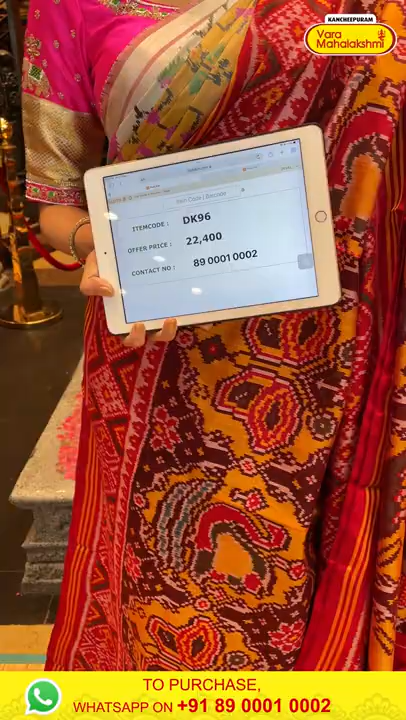 KANCHEEPURAM
Vara
Mahalakshmi
Item Code | Barcode
ITEMCODE : DK96
OFFER PRICE : 22,400
CONTACT NO : 89 0001 0002
TO PURCHASE,
WHATSAPP ON +91 89 0001 0002